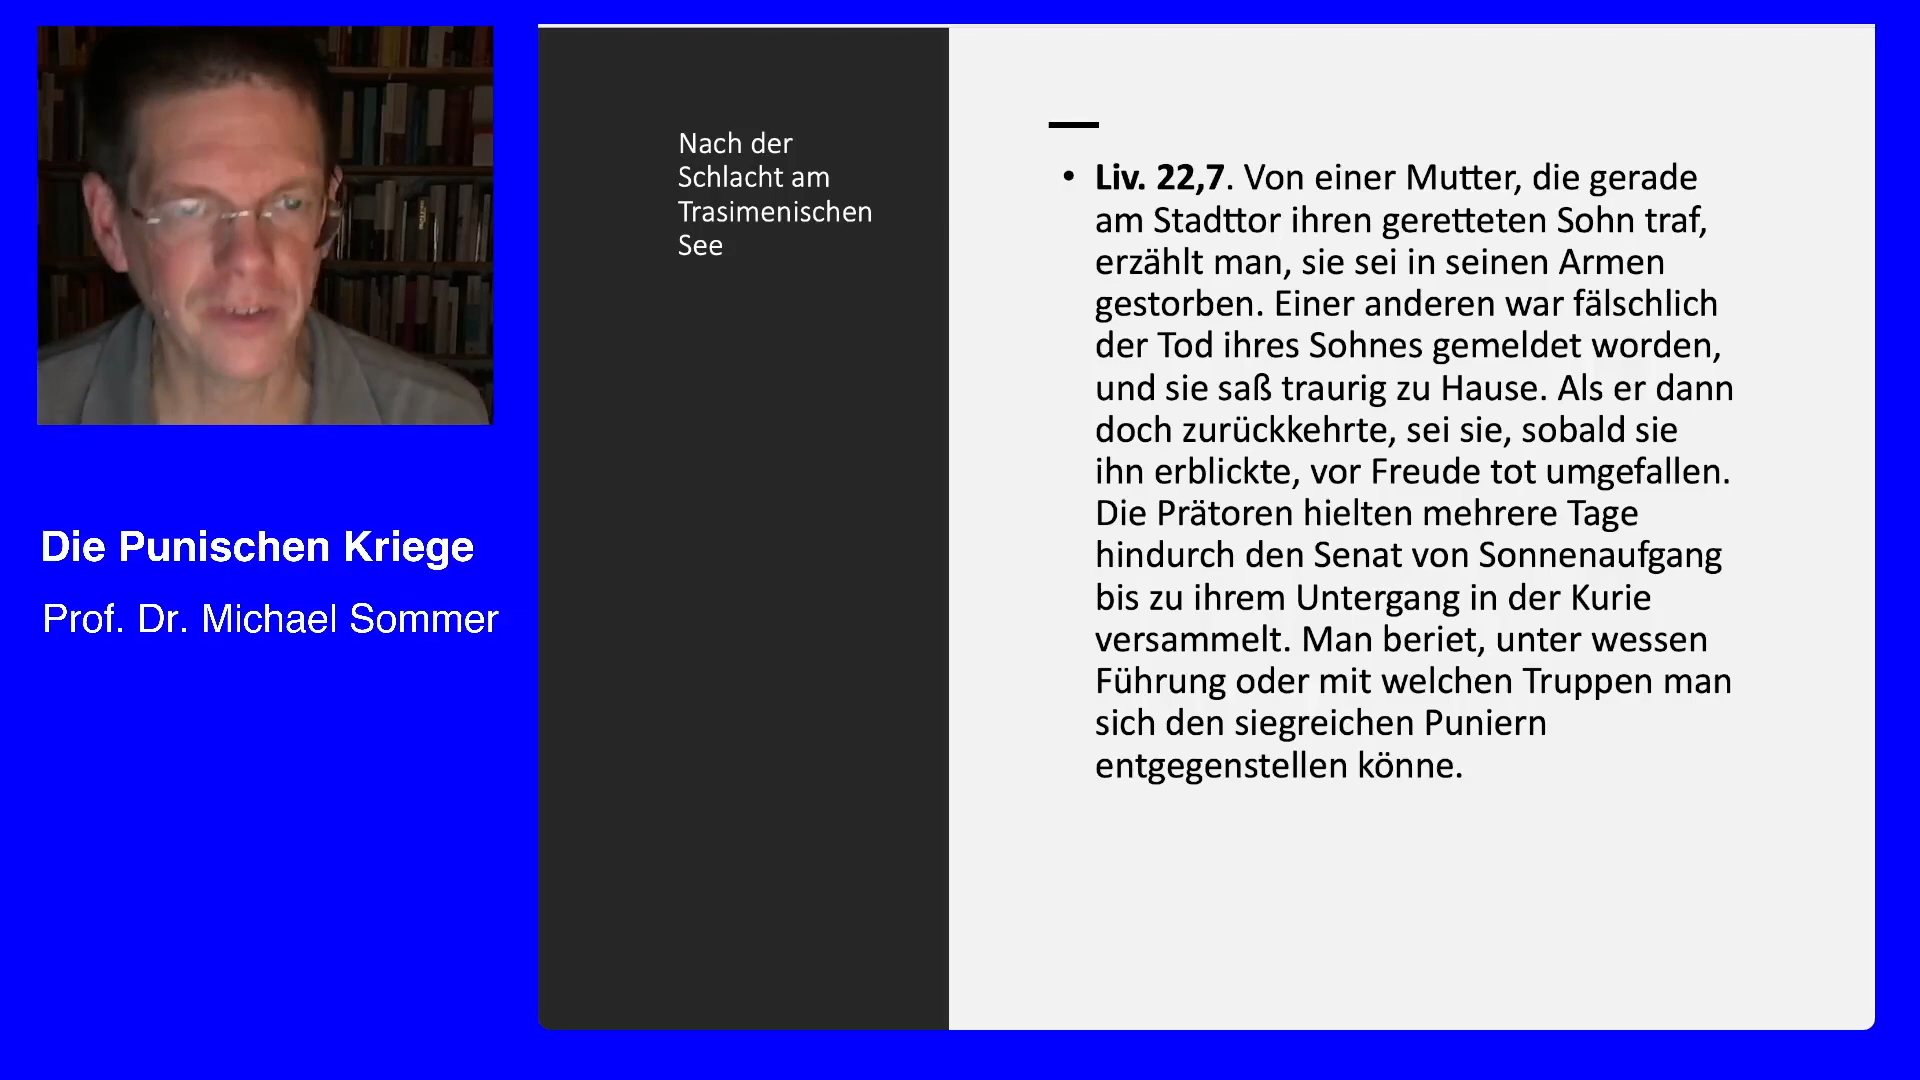 Nach der
Schlacht am
Trasimenischen
See
• Liv. 22,7. Von einer Mutter, die gerade
am Stadttor ihren geretteten Sohn traf,
erzählt man, sie sei in seinen Armen
gestorben. Einer anderen war fälschlich
der Tod ihres Sohnes gemeldet worden,
und sie saß traurig zu Hause. Als er dann
doch zurückkehrte, sei sie, sobald sie
ihn erblickte, vor Freude tot umgefallen.
Die Prätoren hielten mehrere Tage
hindurch den Senat von Sonnenaufgang
bis zu ihrem Untergang in der Kurie
versammelt. Man beriet, unter wessen
Führung oder mit welchen Truppen man
sich den siegreichen Puniern
entgegenstellen könne.
Die Punischen Kriege
Prof. Dr. Michael Sommer